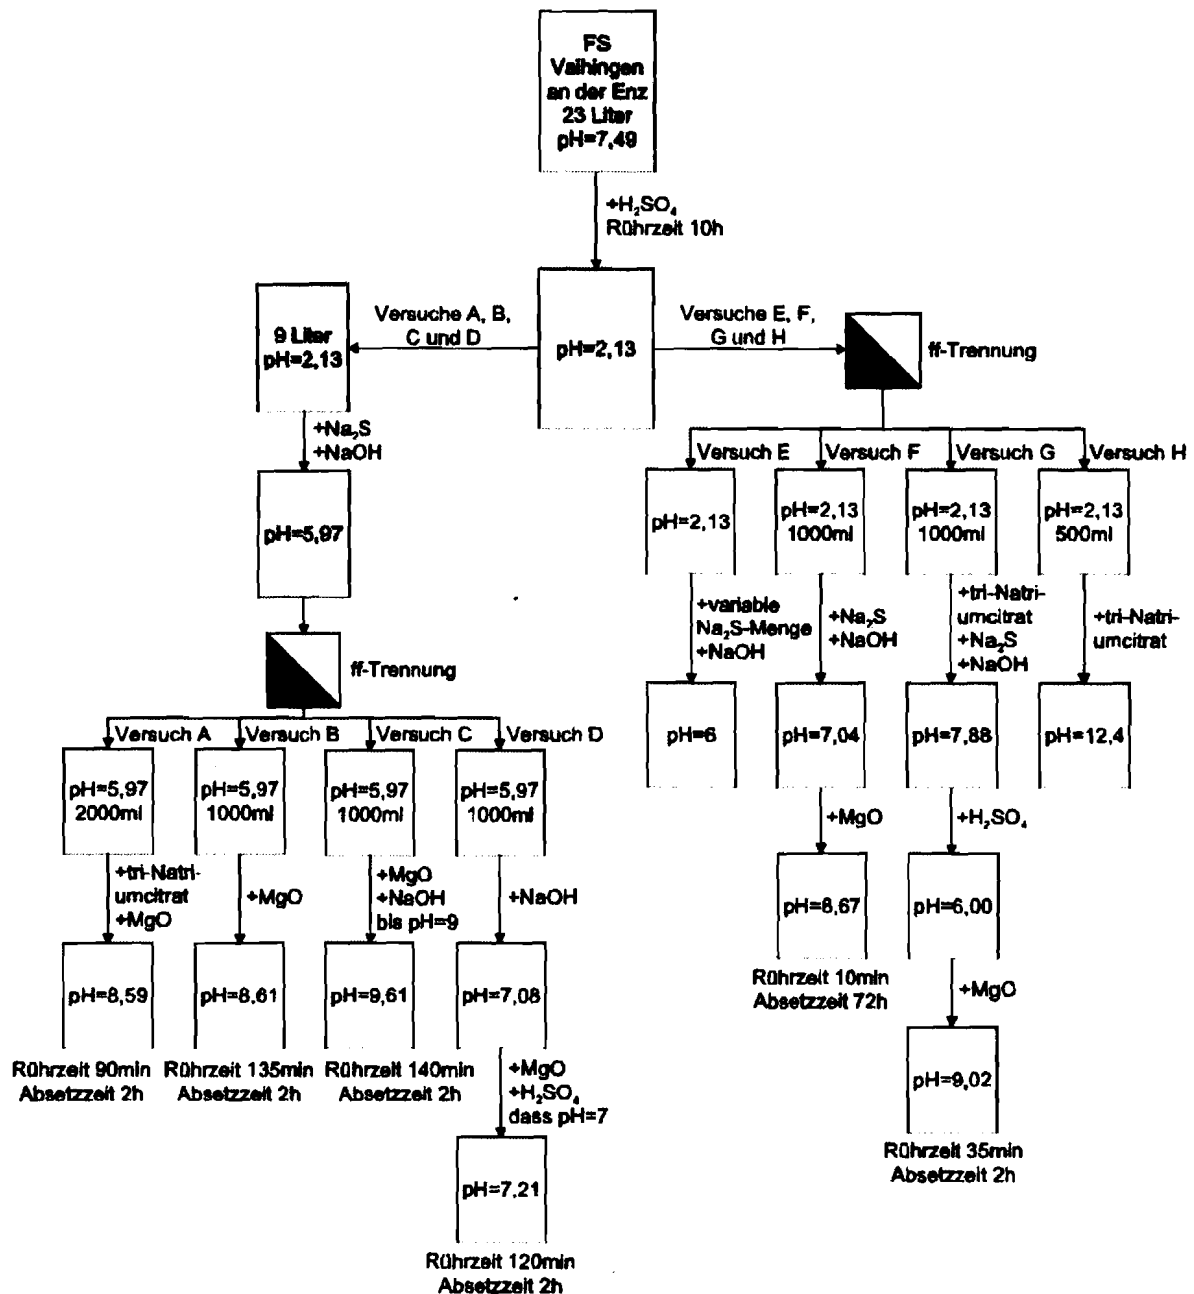 FS
Vaihingen
an der Enz
23 Liter
pH=7,49
+H₂SO₄
Rührzeit 10h
Versuche A, B,
C und D
Versuche E, F,
G und H
9 Liter
pH=2,13
pH=2,13
ff-Trennung
+Na₂S
+NaOH
Versuch E
Versuch F
Versuch G
Versuch H
pH=5,97
pH=2,13
pH=2,13
1000ml
pH=2,13
1000ml
pH=2,13
500ml
+variable
Na₂S-Menge
+NaOH
+Na₂S
+NaOH
+tri-Natri-
umcitrat
+Na₂S
+NaOH
+tri-Natri-
umcitrat
ff-Trennung
pH=6
pH=7,04
pH=7,88
pH=12,4
Versuch A
Versuch B
Versuch C
Versuch D
pH=5,97
2000ml
pH=5,97
1000ml
pH=5,97
1000ml
pH=5,97
1000ml
+MgO
+H₂SO₄
+tri-Natri-
umcitrat
+MgO
+MgO
+MgO
+NaOH
bis pH=9
+NaOH
pH=8,67
pH=6,00
Rührzeit 10min
Absetzzeit 72h
+MgO
pH=8,59
pH=8,61
pH=9,61
pH=7,08
Rührzeit 90min
Absetzzeit 2h
Rührzeit 135min
Absetzzeit 2h
Rührzeit 140min
Absetzzeit 2h
+MgO
+H₂SO₄
dass pH=7
pH=9,02
Rührzeit 35min
Absetzzeit 2h
pH=7,21
Rührzeit 120min
Absetzzeit 2h